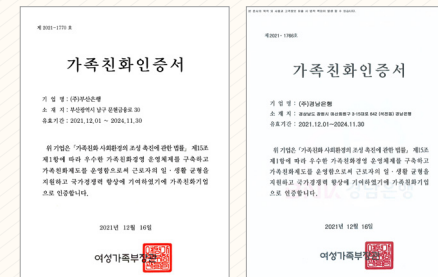 제 2021-1770 호
가족친화인증서
기 업 명 : (주)부산은행
소 재 지 : 부산광역시 남구 문현금융로 30
유효기간 : 2021.12.01 ~ 2024.11.30
위 기업은 「가족친화 사회환경의 조성 촉진에 관한 법률」 제15조
제1항에 따라 우수한 가족친화경영 운영체제를 구축하고
가족친화제도를 운영함으로써 근로자의 일 · 생활 균형을
지원하고 국가경쟁력 향상에 기여하였기에 가족친화기업
으로 인증합니다.
2021년 12월 16일
여성가족부장관
제2021- 1786호
가족친화인증서
기 업 명 : (주)경남은행
소 재 지 :
유효기간 : 2021.12.01~2024.11.30
위 기업은 「가족친화 사회환경의 조성 촉진에 관한 법률」 제15조
제1항에 따라 우수한 가족친화경영 운영체제를 구축하고
가족친화제도를 운영함으로써 근로자의 일 · 생활 균형을
지원하고 국가경쟁력 향상에 기여하였기에 가족친화기업
으로 인증합니다.
2021년 12월 16일
여성가족부장관